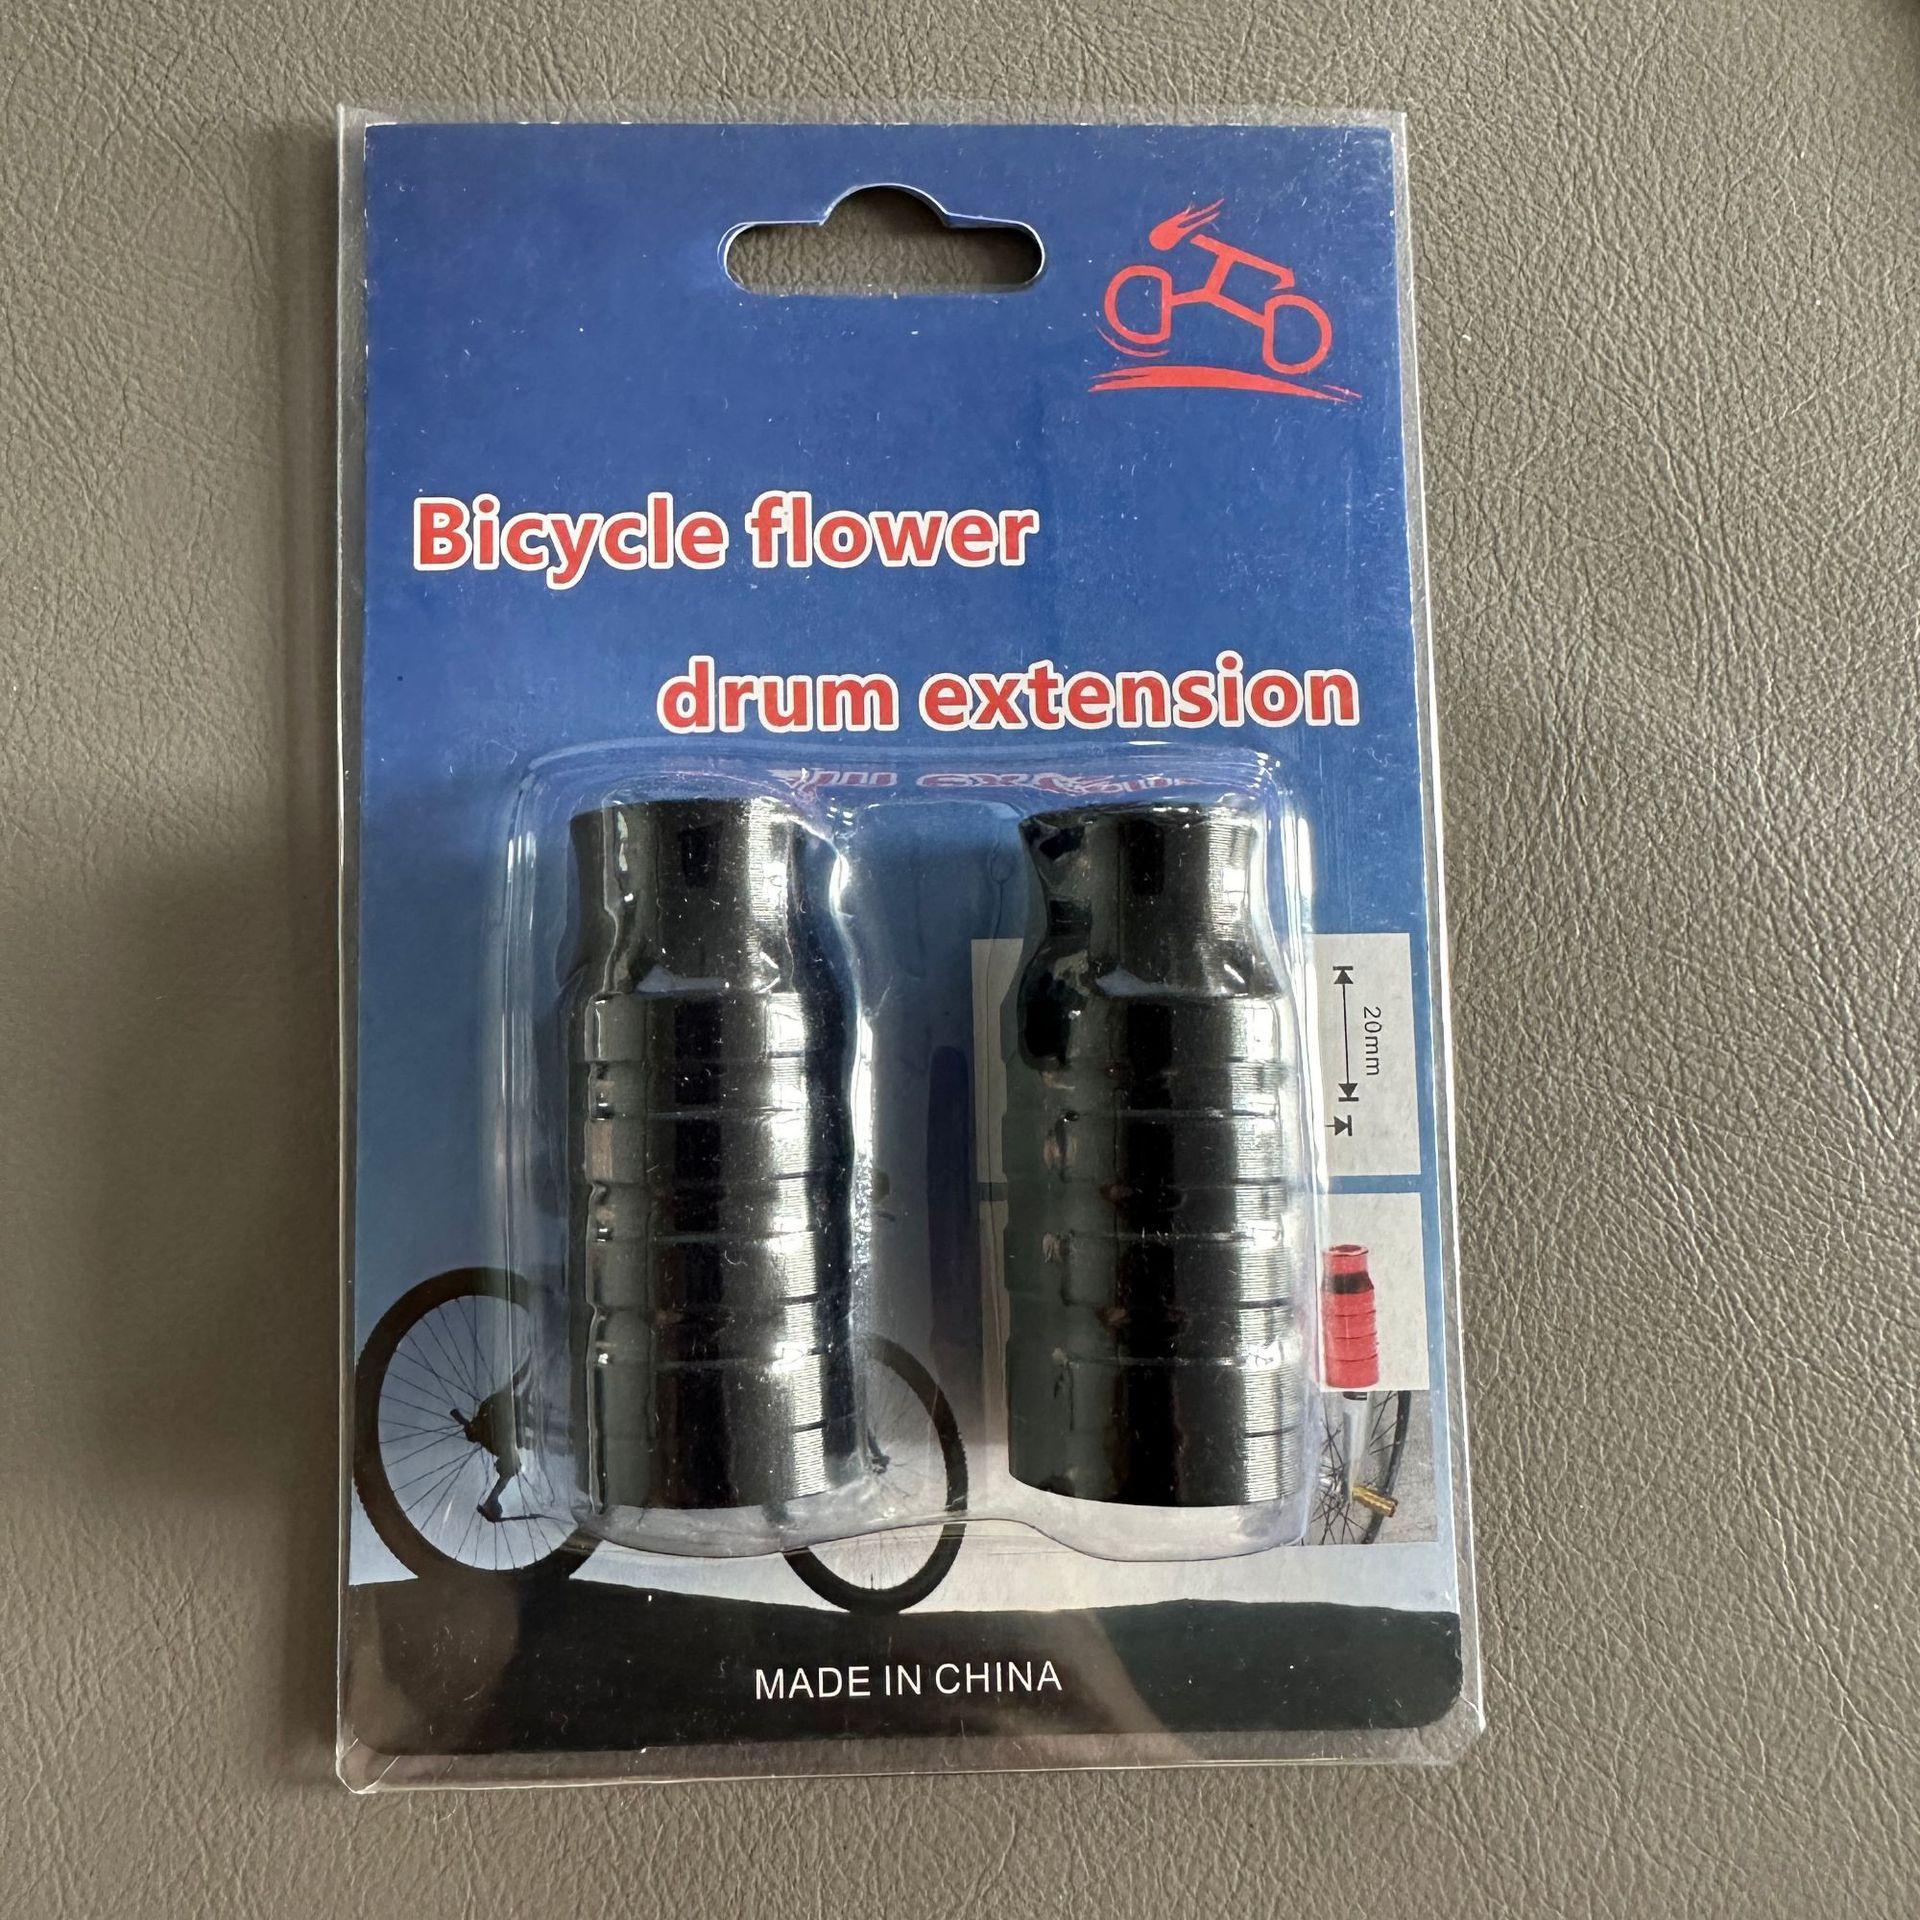 Bicycle flower
drum extension
20mm
MADE IN CHINA